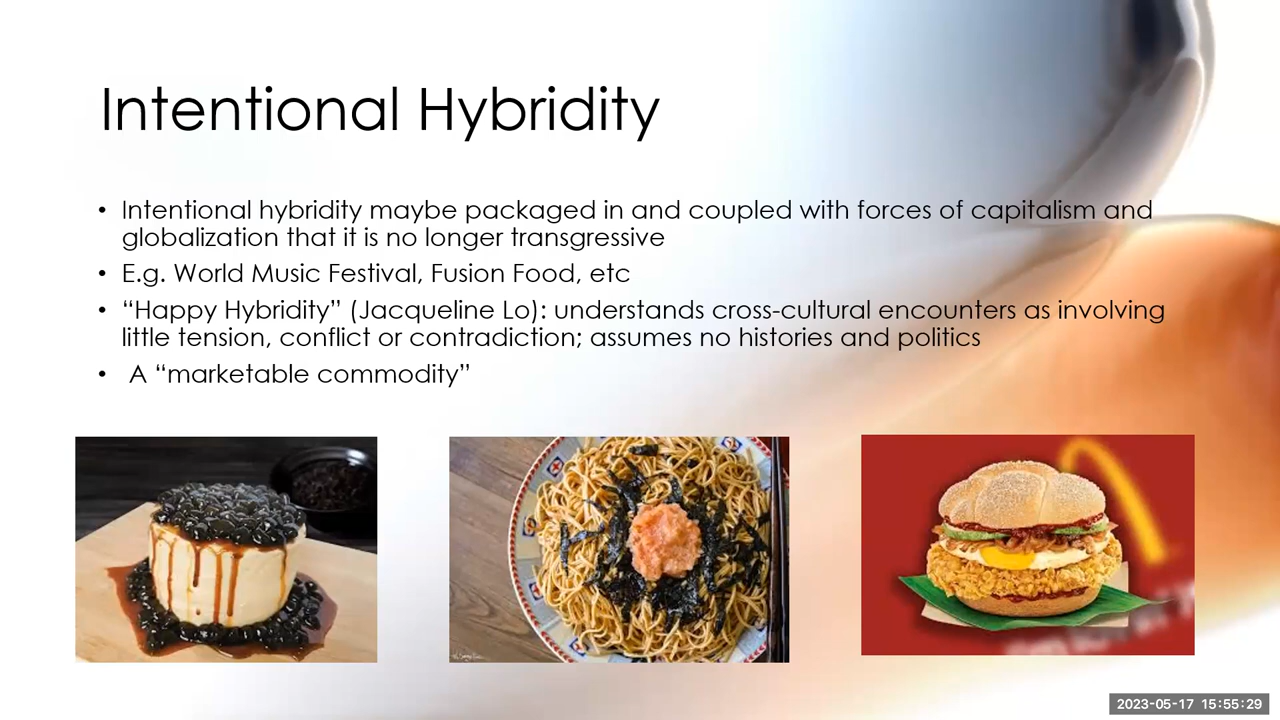 Intentional Hybridity
• Intentional hybridity maybe packaged in and coupled with forces of capitalism and
globalization that it is no longer transgressive
• E.g. World Music Festival, Fusion Food, etc
• “Happy Hybridity” (Jacqueline Lo): understands cross-cultural encounters as involving
little tension, conflict or contradiction; assumes no histories and politics
• A “marketable commodity”
2023-05-17 15:55:29